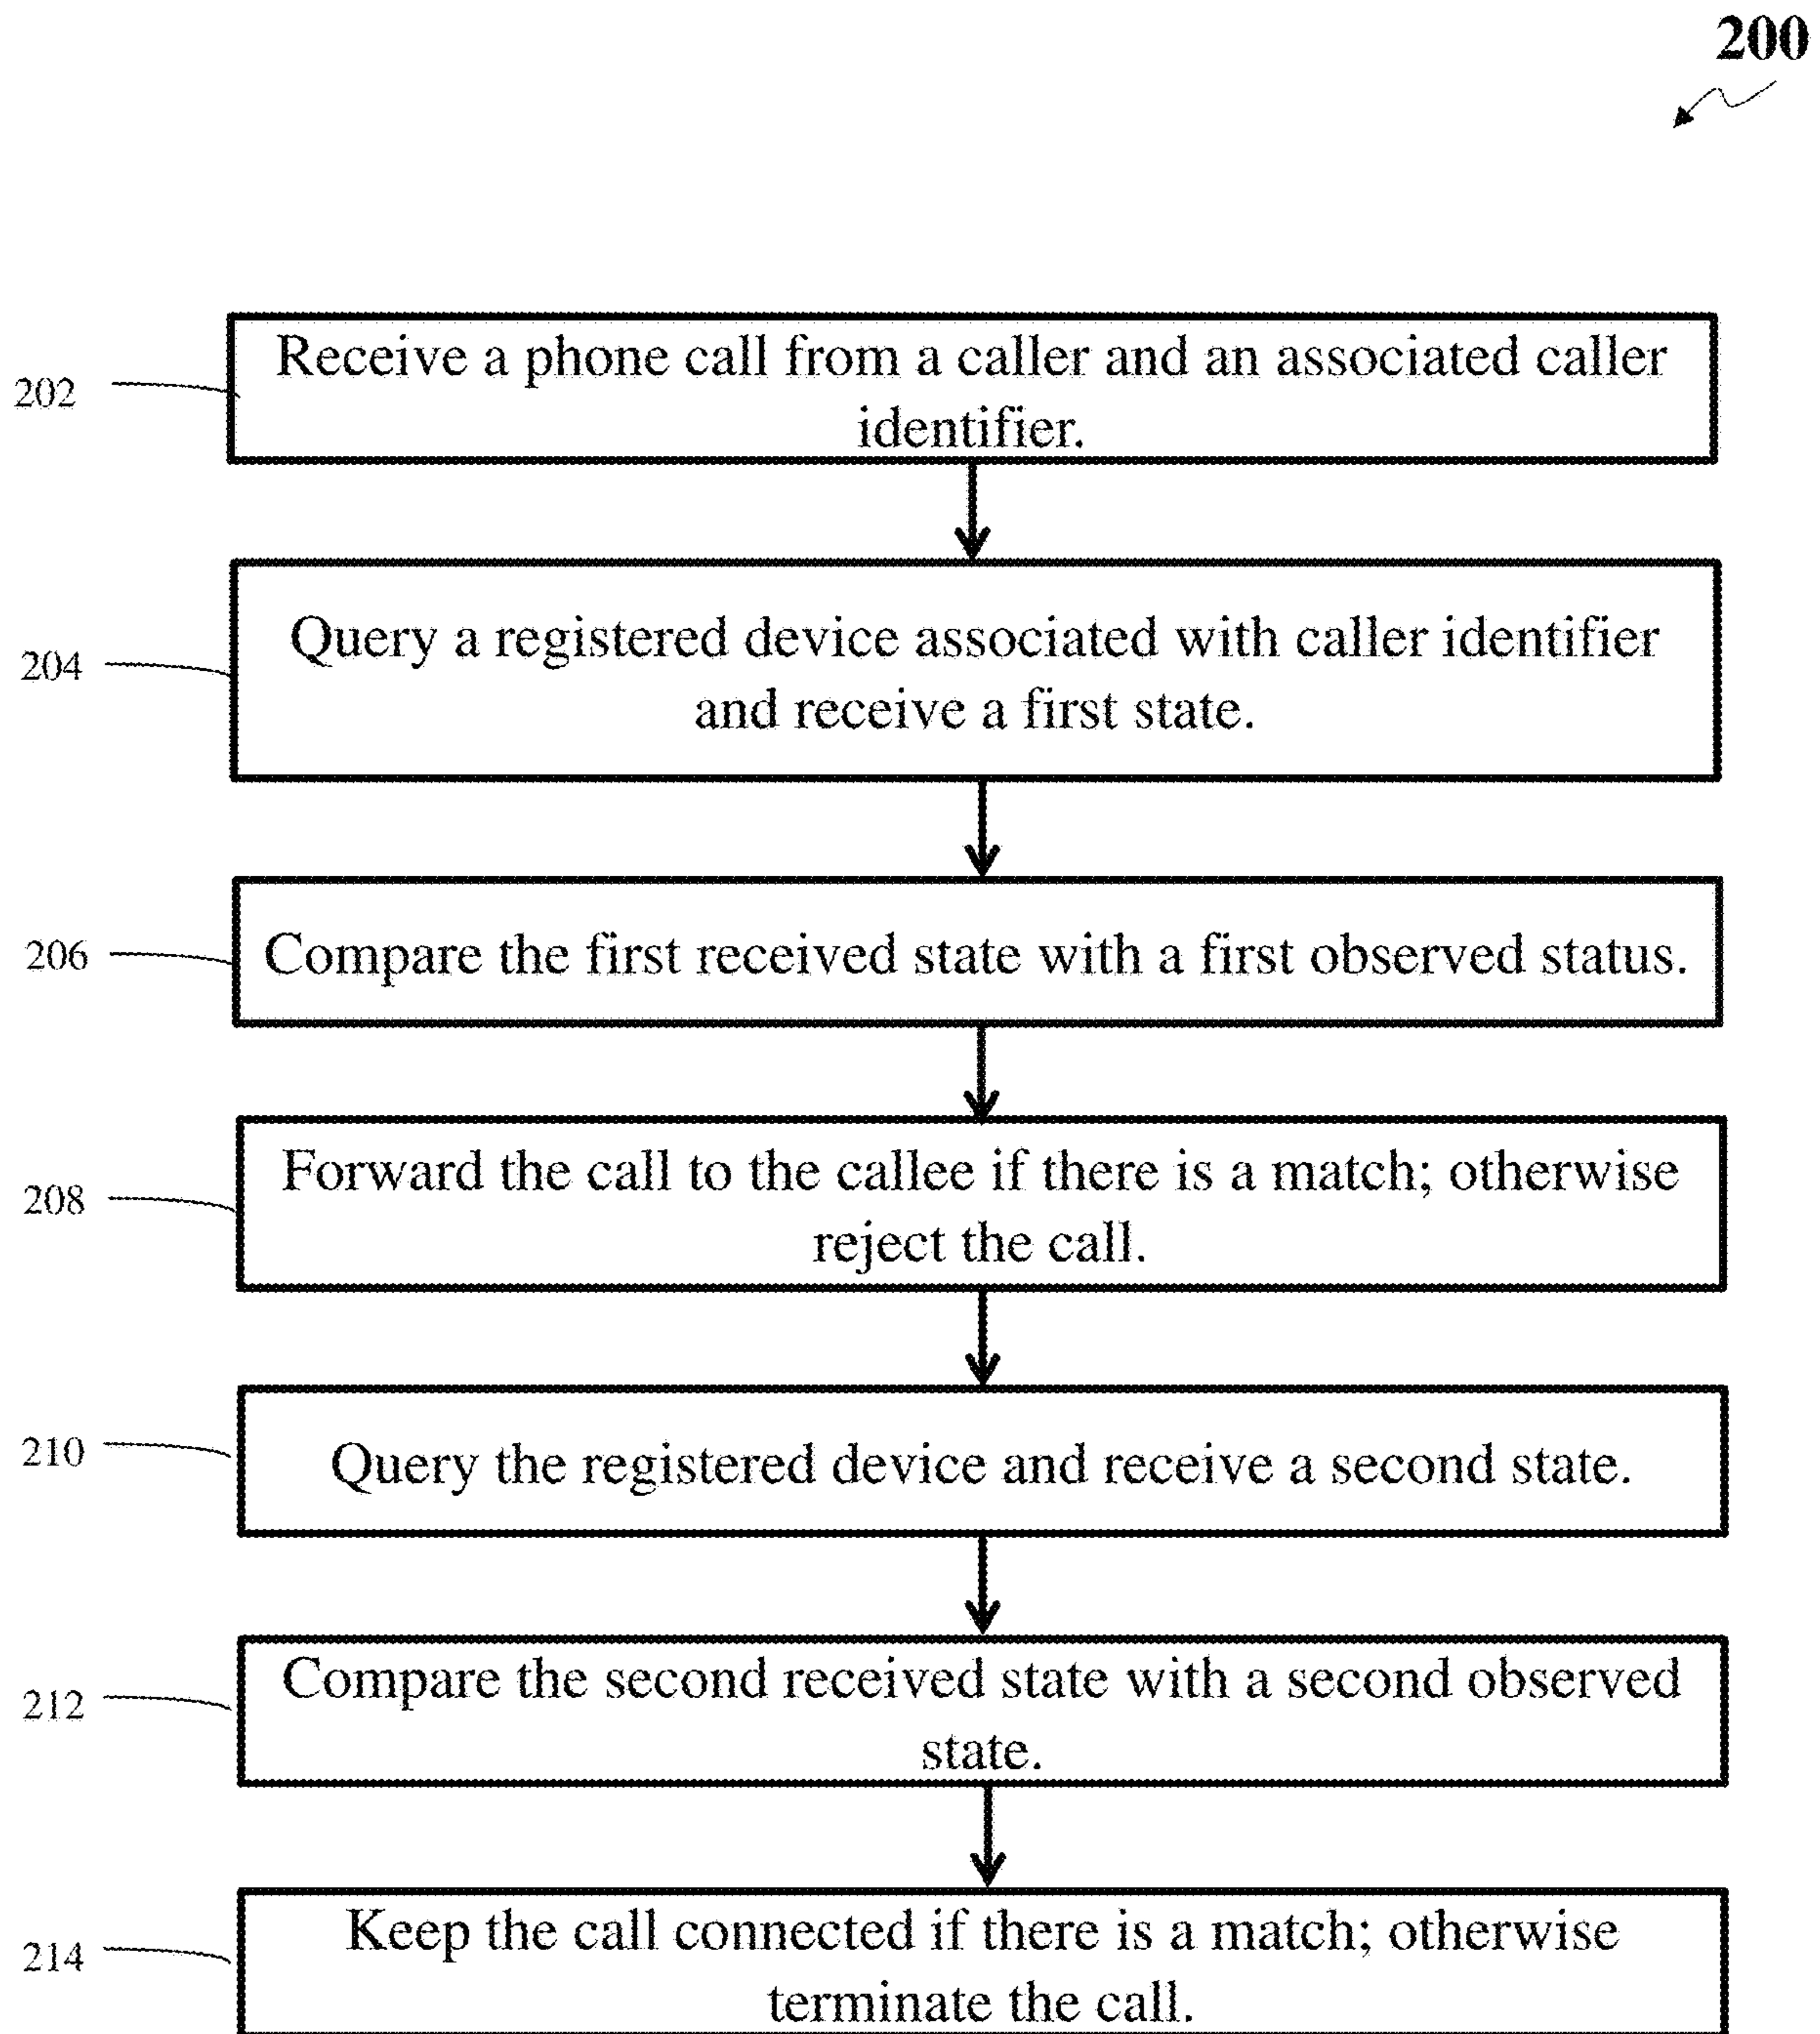 200
202
Receive a phone call from a caller and an associated caller
identifier.
204
Query a registered device associated with caller identifier
and receive a first state.
206
Compare the first received state with a first observed status.
208
Forward the call to the callee if there is a match; otherwise
reject the call.
210
Query the registered device and receive a second state.
212
Compare the second received state with a second observed
state.
214
Keep the call connected if there is a match; otherwise
terminate the call.